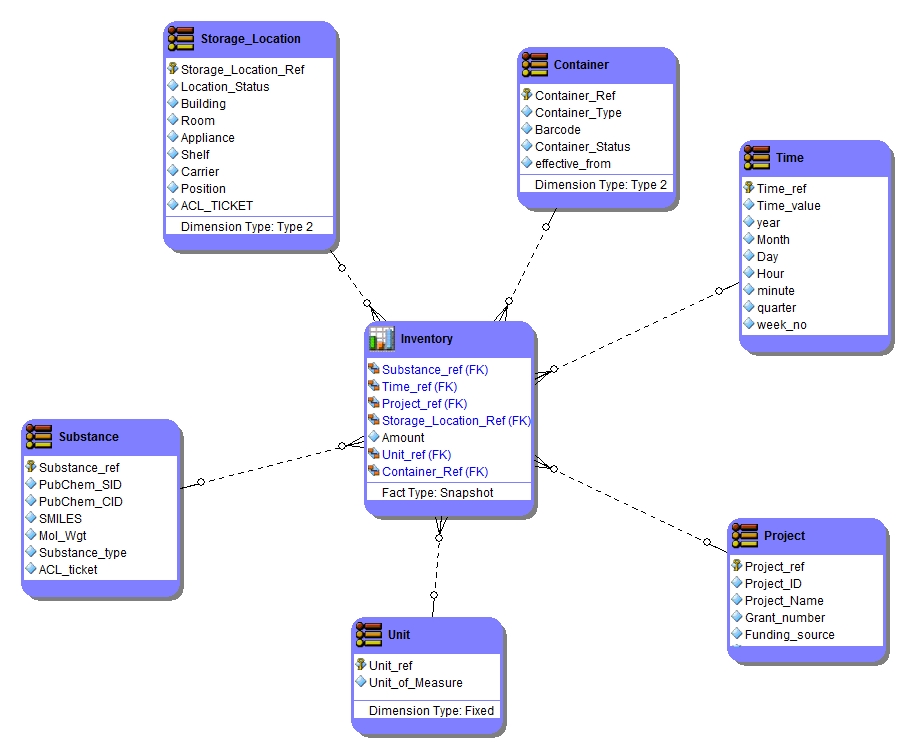 Storage_Location
Storage_Location_Ref
Location_Status
Building
Room
Appliance
Shelf
Carrier
Position
ACL_TICKET
Dimension Type: Type 2
Container
Container_Ref
Container_Type
Barcode
Container_Status
effective_from
Dimension Type: Type 2
Time
Time_ref
Time_value
year
Month
Day
Hour
minute
quarter
week_no
Inventory
Substance_ref (FK)
Time_ref (FK)
Project_ref (FK)
Storage_Location_Ref (FK)
Amount
Unit_ref (FK)
Container_Ref (FK)
Fact Type: Snapshot
Substance
Substance_ref
PubChem_SID
PubChem_CID
SMILES
Mol_Wgt
Substance_type
ACL_ticket
Project
Project_ref
Project_ID
Project_Name
Grant_number
Funding_source
Unit
Unit_ref
Unit_of_Measure
Dimension Type: Fixed